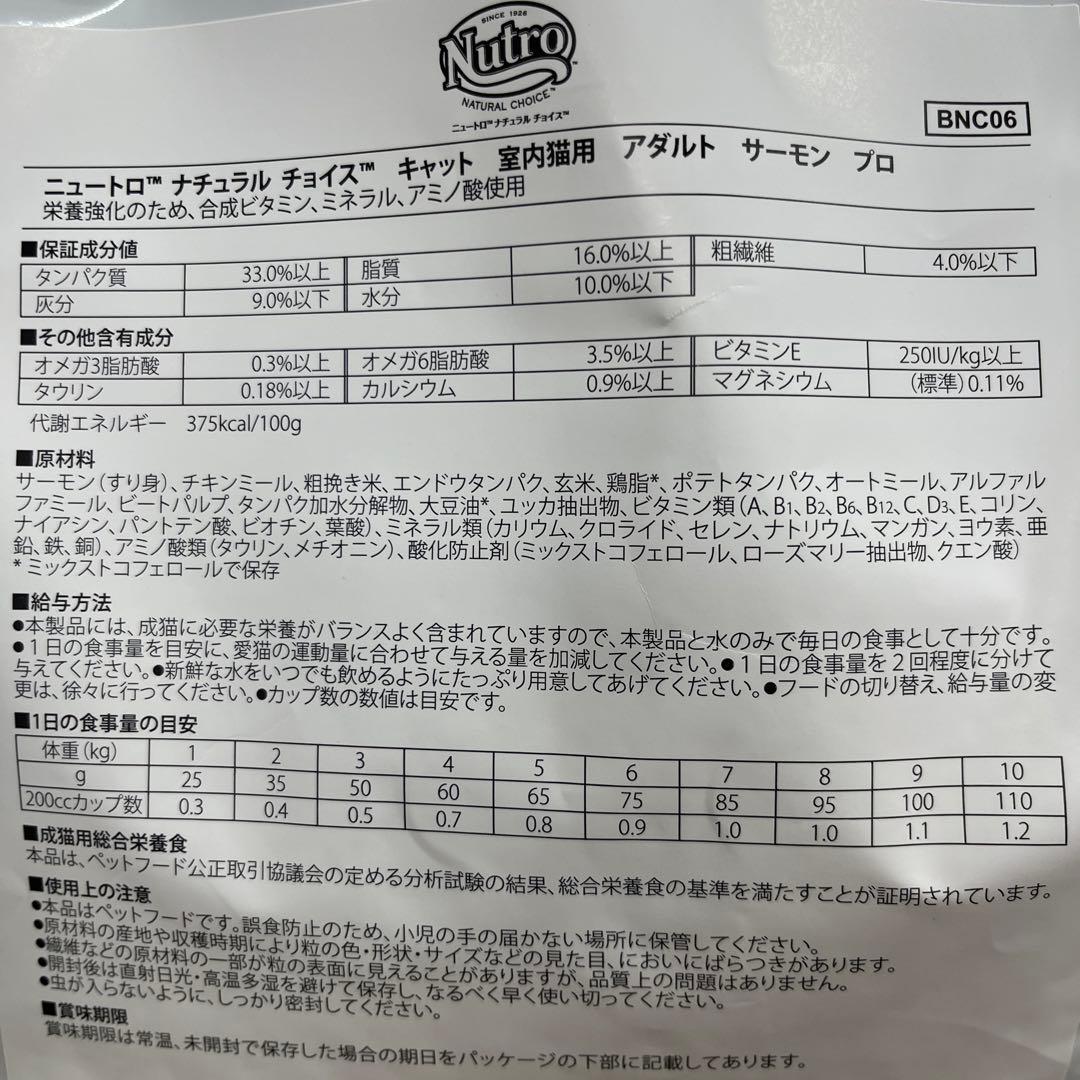 SINCE 1926
Nutro™
NATURAL CHOICE™
ニュートロ™ナチュラル チョイス™
BNC06
ニュートロ™ ナチュラル チョイス™ キャット 室内猫用 アダルト サーモン プロ
栄養強化のため、合成ビタミン、ミネラル、アミノ酸使用
■保証成分値
タンパク質 33.0%以上 脂質 16.0%以上 粗繊維 4.0%以下
灰分 9.0%以下 水分 10.0%以下
■その他含有成分
オメガ3脂肪酸 0.3%以上 オメガ6脂肪酸 3.5%以上 ビタミンE 250IU/kg以上
タウリン 0.18%以上 カルシウム 0.9%以上 マグネシウム (標準)0.11%
代謝エネルギー 375kcal/100g
■原材料
サーモン(すり身)、チキンミール、粗挽き米、エンドウタンパク、玄米、鶏脂*、ポテトタンパク、オートミール、アルファル
ファミール、ビートパルプ、タンパク加水分解物、大豆油*、ユッカ抽出物、ビタミン類(A、B1、B2、B6、B12、C、D3、E、コリン、
ナイアシン、パントテン酸、ビオチン、葉酸)、ミネラル類(カリウム、クロライド、セレン、ナトリウム、マンガン、ヨウ素、亜
鉛、鉄、銅)、アミノ酸類(タウリン、メチオニン)、酸化防止剤(ミックストコフェロール、ローズマリー抽出物、クエン酸)
* ミックストコフェロールで保存
■給与方法
●本製品には、成猫に必要な栄養がバランスよく含まれていますので、本製品と水のみで毎日の食事として十分です。
●1日の食事量を目安に、愛猫の運動量に合わせて与える量を加減してください。●1日の食事量を2回程度に分けて
与えてください。●新鮮な水をいつでも飲めるようにたっぷり用意してあげてください。●フードの切り替え、給与量の変
更は、徐々に行ってください。●カップ数の数値は目安です。
■1日の食事量の目安
体重(kg) 1 2 3 4 5 6 7 8 9 10
g 25 35 50 60 65 75 85 95 100 110
200ccカップ数 0.3 0.4 0.5 0.7 0.8 0.9 1.0 1.0 1.1 1.2
■成猫用総合栄養食
本品は、ペットフード公正取引協議会の定める分析試験の結果、総合栄養食の基準を満たすことが証明されています。
■使用上の注意
●本品はペットフードです。誤食防止のため、小児の手の届かない場所に保管してください。
●原材料の産地や収穫時期により粒の色・形状・サイズなどの見た目、においにばらつきがあります。
●繊維などの原材料の一部が粒の表面に見えることがありますが、品質上の問題はありません。
●開封後は直射日光・高温多湿を避けて保存し、なるべく早く使い切ってください。
●虫が入らないように、しっかり密封してください。
■賞味期限
賞味期限は常温、未開封で保存した場合の期日をパッケージの下部に記載してあります。